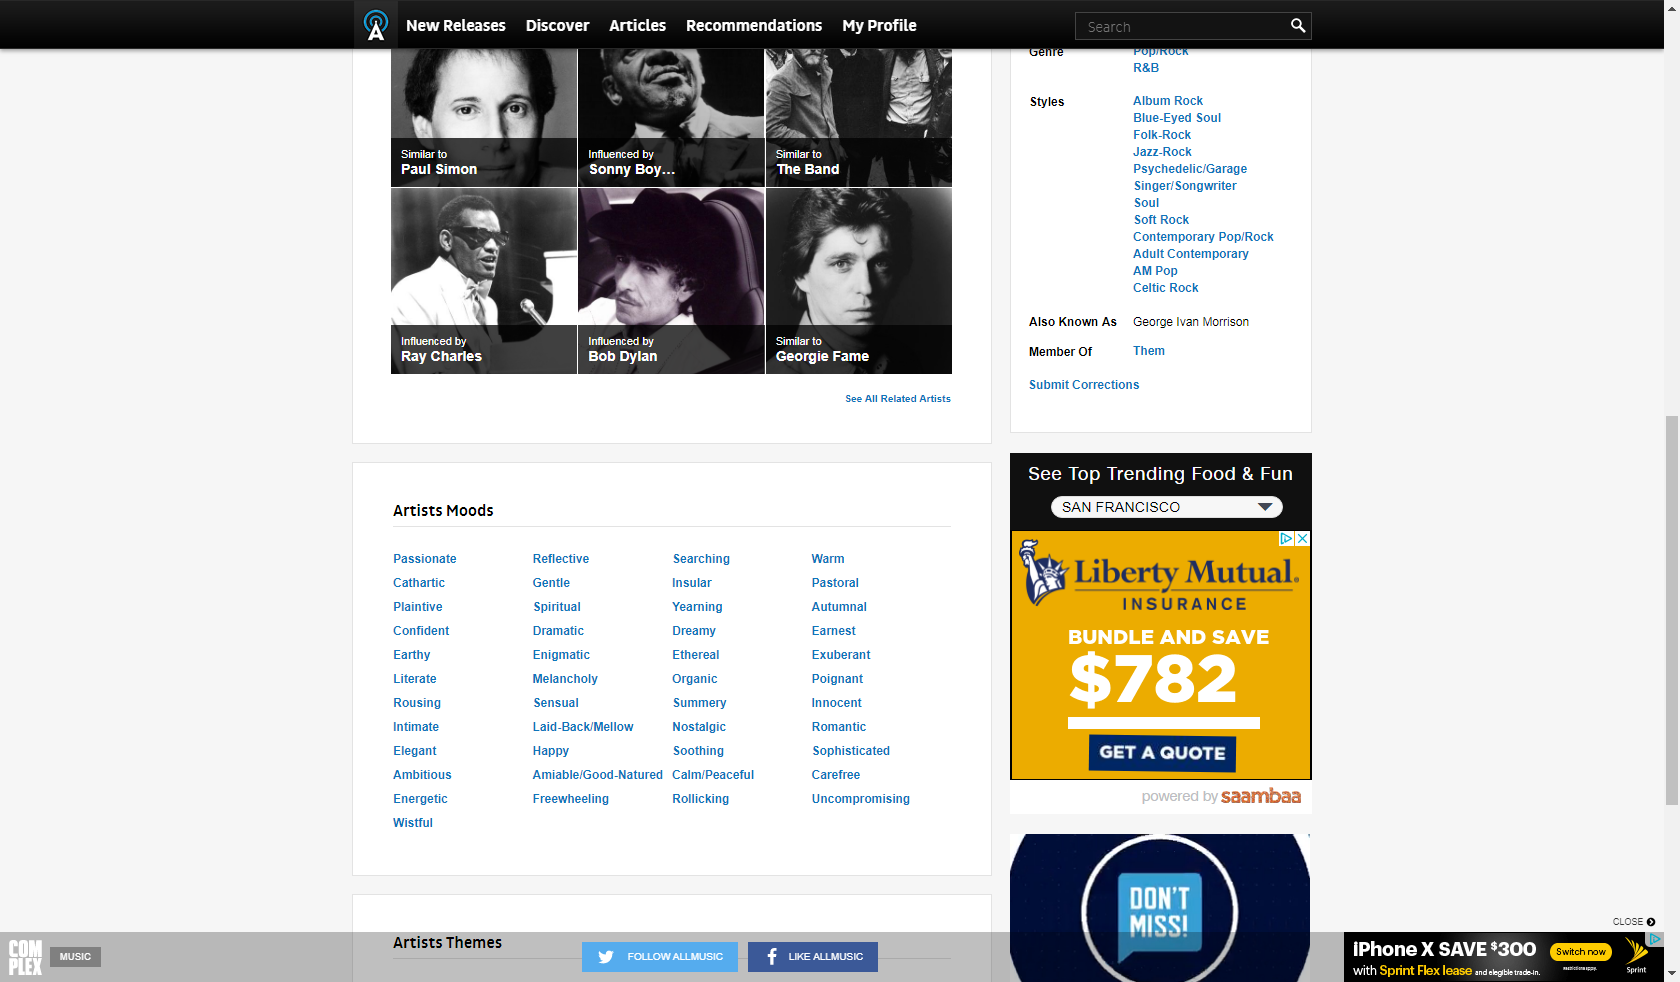 New Releases
Discover
Articles
Recommendations
My Profile
Search
Similar to
Paul Simon
Influenced by
Sonny Boy...
Similar to
The Band
Influenced by
Ray Charles
Influenced by
Bob Dylan
Similar to
Georgie Fame
See All Related Artists
Genre
Pop/Rock
R&B
Styles
Album Rock
Blue-Eyed Soul
Folk-Rock
Jazz-Rock
Psychedelic/Garage
Singer/Songwriter
Soul
Soft Rock
Contemporary Pop/Rock
Adult Contemporary
AM Pop
Celtic Rock
Also Known As George Ivan Morrison
Member Of Them
Submit Corrections
Artists Moods
Passionate Reflective Searching Warm
Cathartic Gentle Insular Pastoral
Plaintive Spiritual Yearning Autumnal
Confident Dramatic Dreamy Earnest
Earthy Enigmatic Ethereal Exuberant
Literate Melancholy Organic Poignant
Rousing Sensual Summery Innocent
Intimate Laid-Back/Mellow Nostalgic Romantic
Elegant Happy Soothing Sophisticated
Ambitious Amiable/Good-Natured Calm/Peaceful Carefree
Energetic Freewheeling Rollicking Uncompromising
Wistful
See Top Trending Food & Fun
SAN FRANCISCO
Liberty Mutual.
INSURANCE
BUNDLE AND SAVE
$782
GET A QUOTE
powered by saambaa
DON'T
MISS!
Artists Themes
COM
PLEX
MUSIC
FOLLOW ALLMUSIC
LIKE ALLMUSIC
CLOSE
iPhone X SAVE $300
with Sprint Flex lease and eligible trade-in.
Switch now
restrictions apply.
Sprint